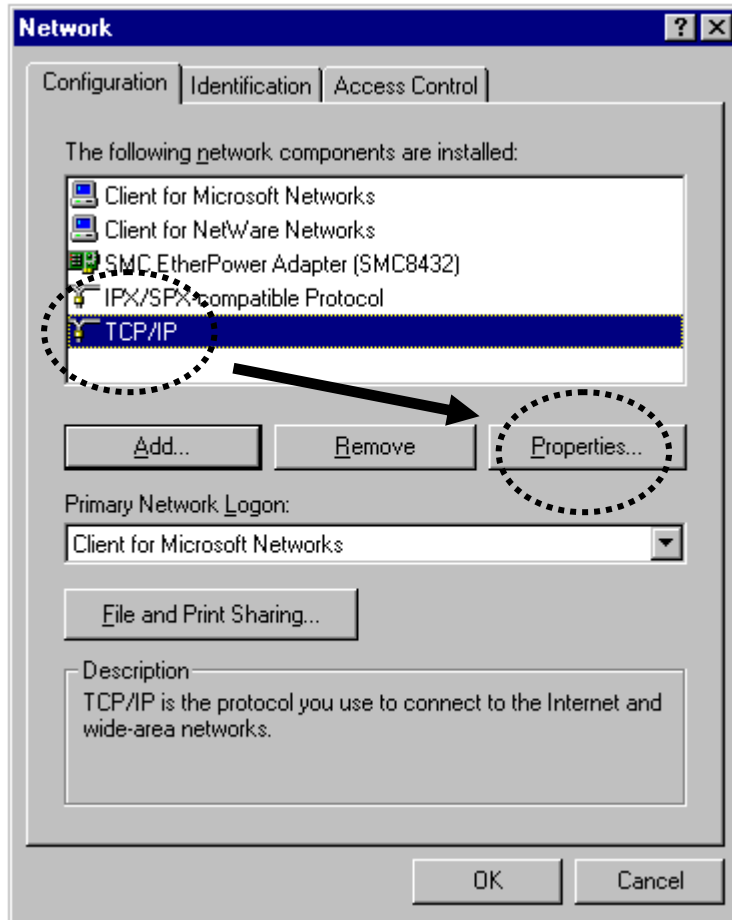 Network
Configuration
Identification
Access Control
The following network components are installed:
Client for Microsoft Networks
Client for NetWare Networks
SMC EtherPower Adapter (SMC8432)
IPX/SPX-compatible Protocol
TCP/IP
Add...
Remove
Properties...
Primary Network Logon:
Client for Microsoft Networks
File and Print Sharing...
Description
TCP/IP is the protocol you use to connect to the Internet and
wide-area networks.
OK
Cancel